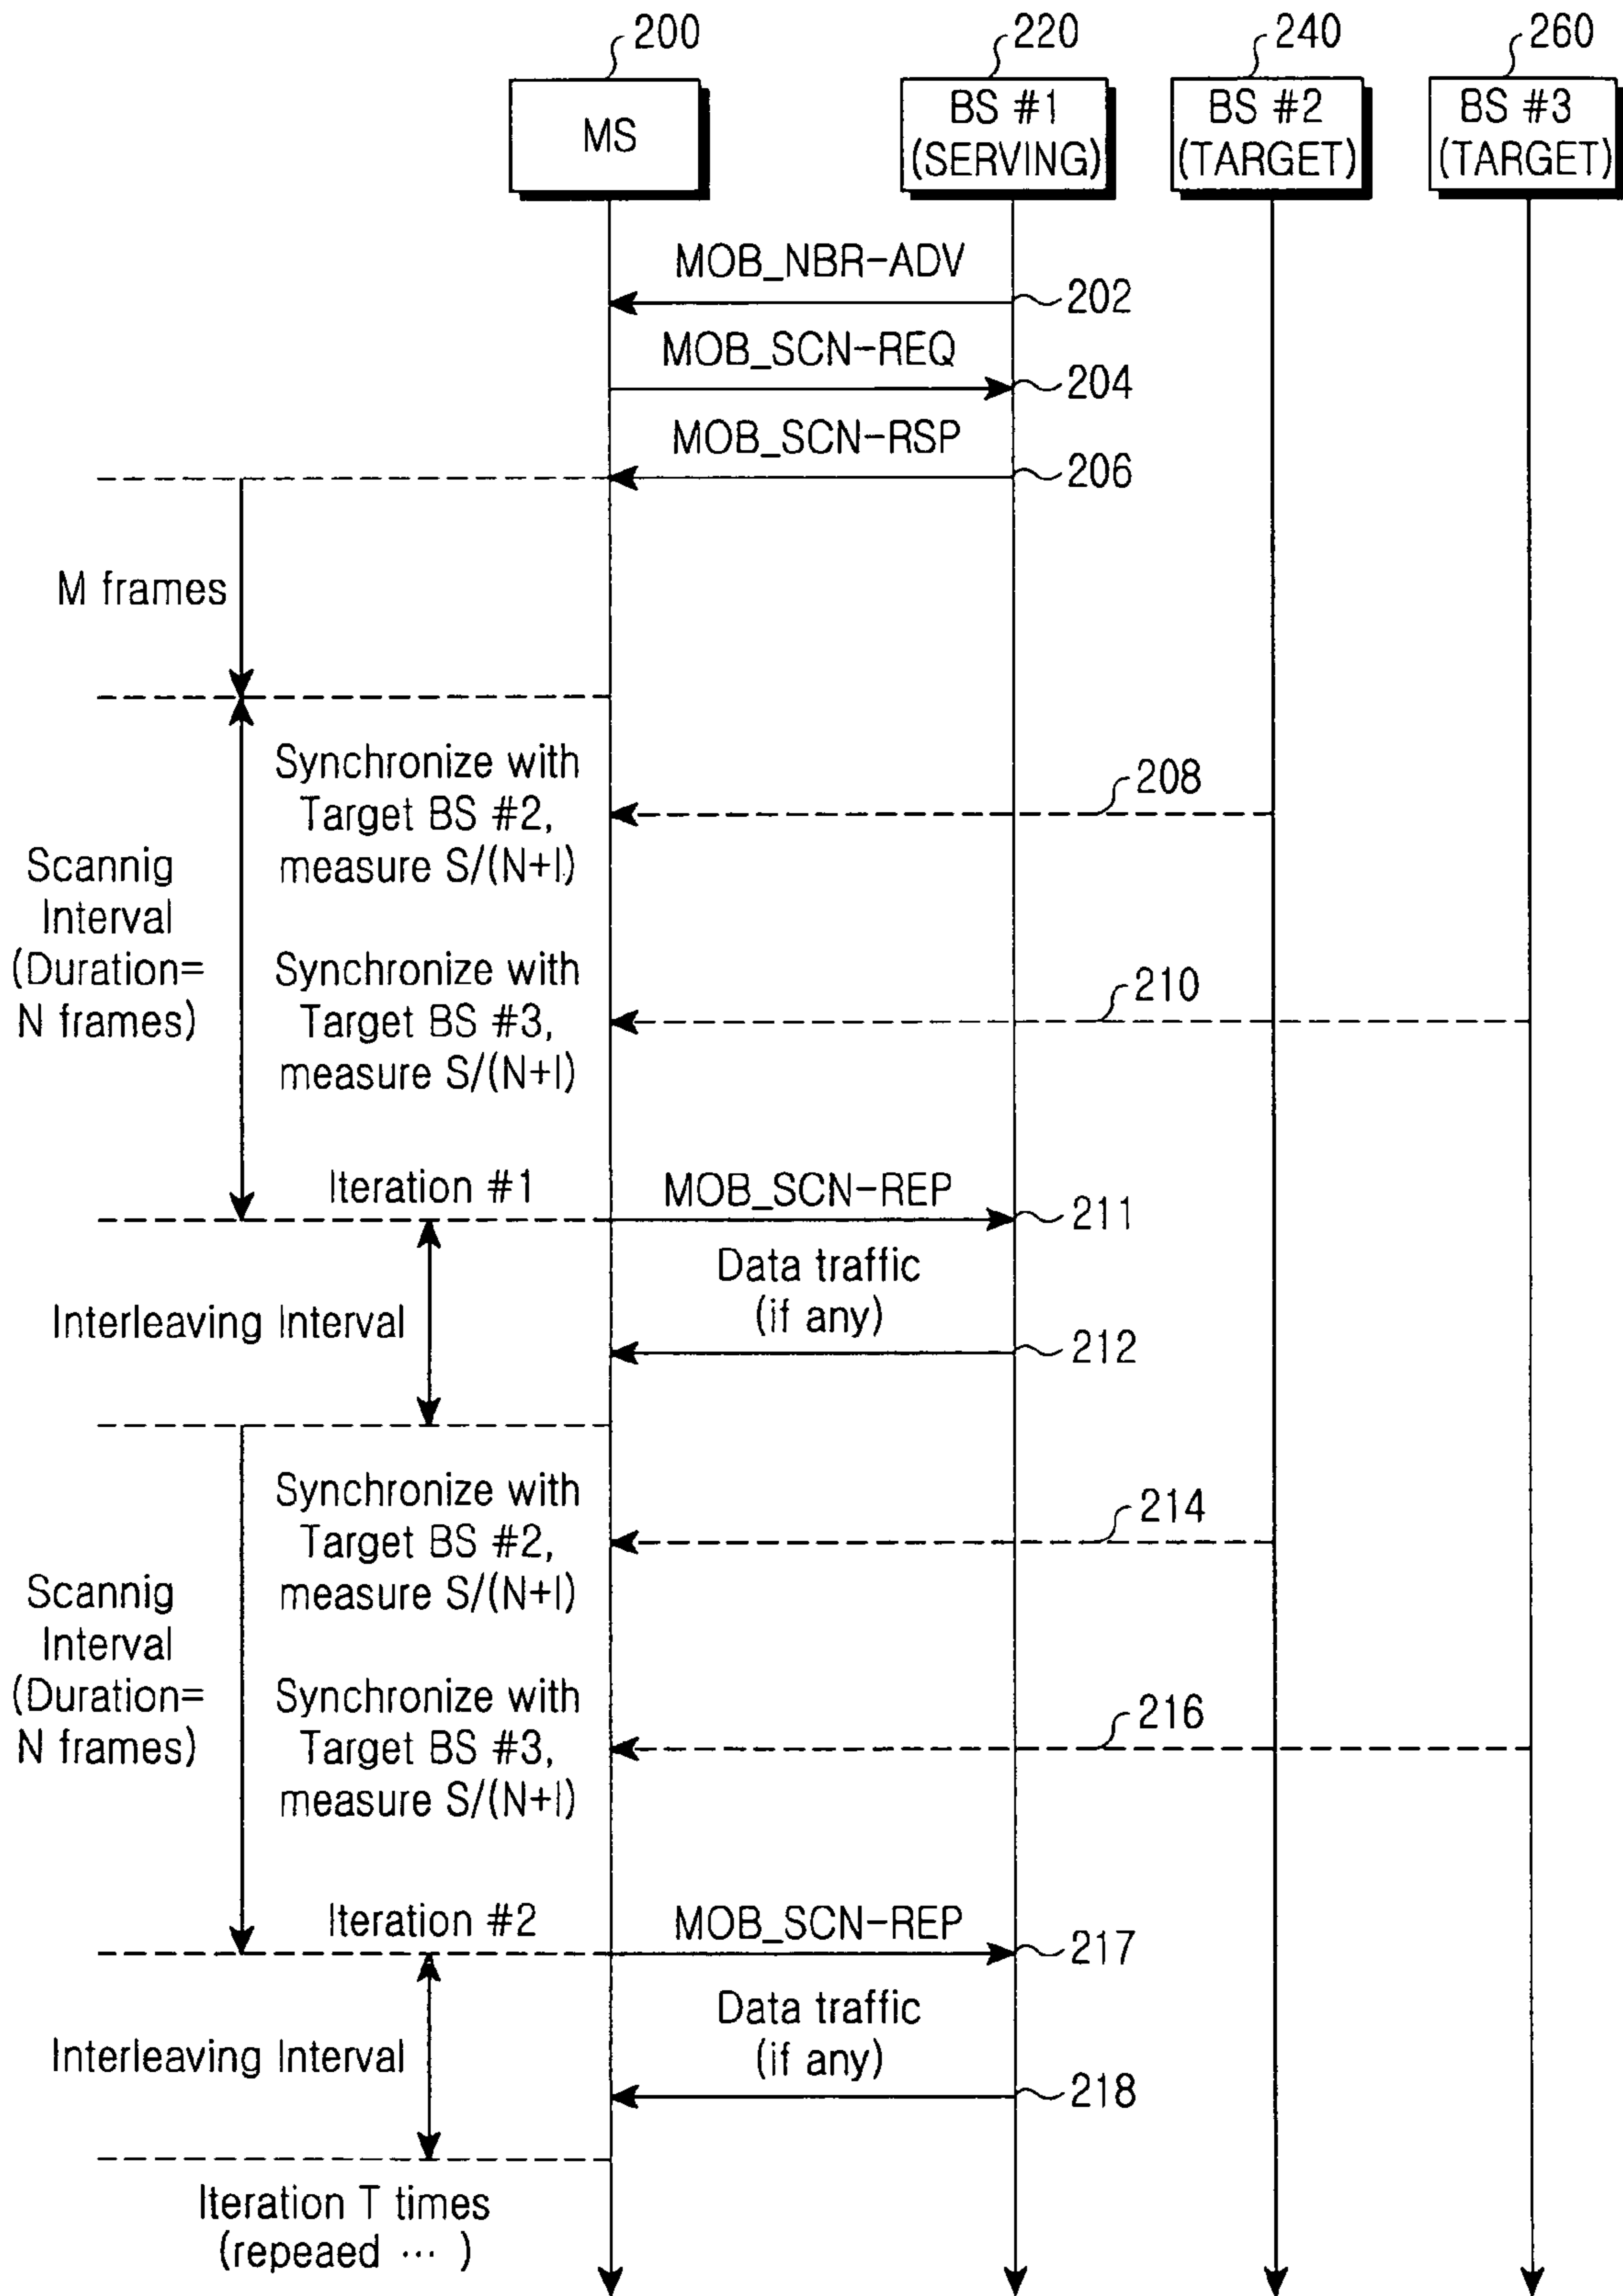 200
220
240
260
MS
BS #1
(SERVING)
BS #2
(TARGET)
BS #3
(TARGET)
MOB_NBR-ADV
202
MOB_SCN-REQ
204
MOB_SCN-RSP
206
M frames
Synchronize with
Target BS #2,
measure S/(N+I)
208
Scannig
Interval
(Duration=
N frames)
Synchronize with
Target BS #3,
measure S/(N+I)
210
Iteration #1
MOB_SCN-REP
211
Interleaving Interval
Data traffic
(if any)
212
Synchronize with
Target BS #2,
measure S/(N+I)
214
Scannig
Interval
(Duration=
N frames)
Synchronize with
Target BS #3,
measure S/(N+I)
216
Iteration #2
MOB_SCN-REP
217
Interleaving Interval
Data traffic
(if any)
218
Iteration T times
(repeaed ··· )